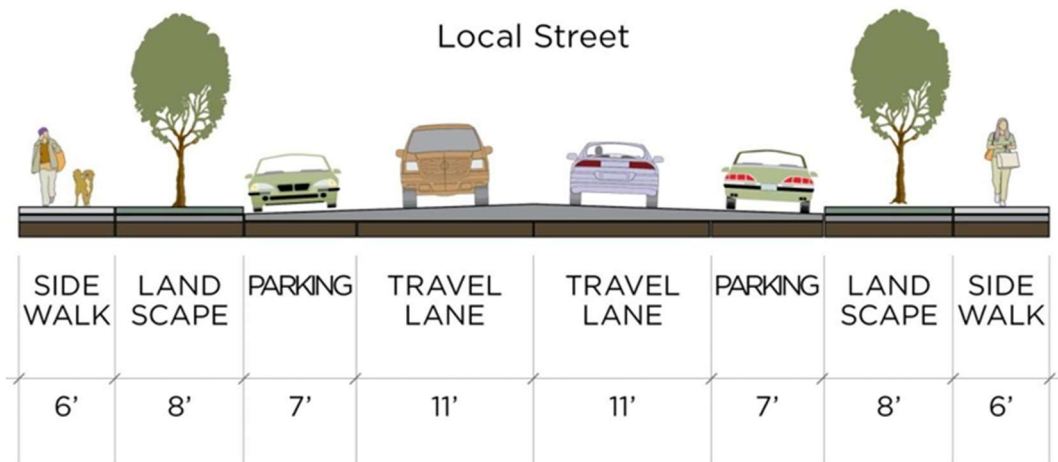 Local Street
SIDE WALK
LAND SCAPE
PARKING
TRAVEL LANE
TRAVEL LANE
PARKING
LAND SCAPE
SIDE WALK
6’
8’
7’
11’
11’
7’
8’
6’